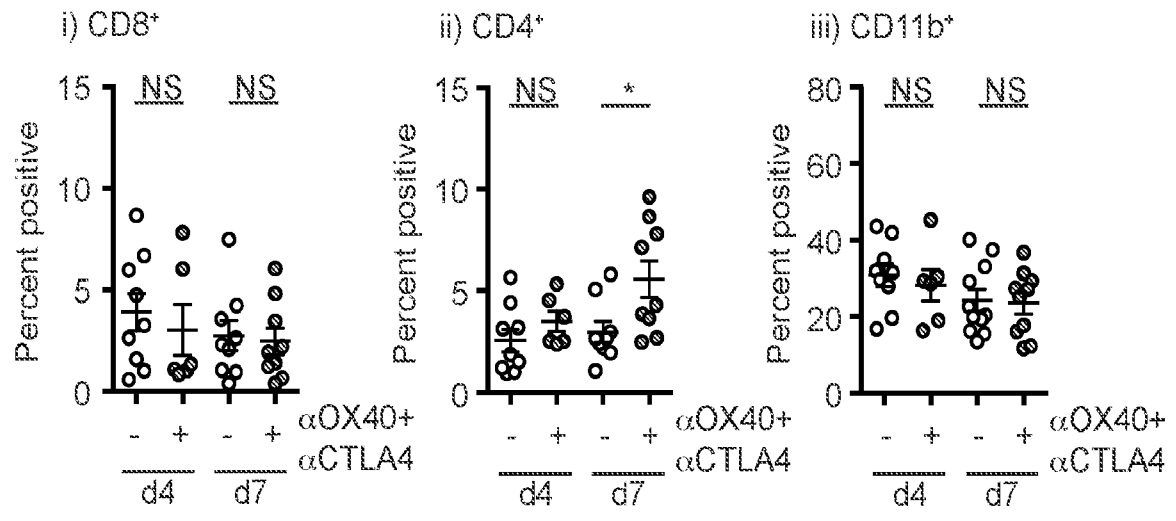 i) CD8⁺
ii) CD4⁺
iii) CD11b⁺
Percent positive
15
10
5
0
NS
NS
- + - +
αOX40+
αCTLA4
d4 d7
Percent positive
15
10
5
0
NS
*
- + - +
αOX40+
αCTLA4
d4 d7
Percent positive
80
60
40
20
0
NS
NS
- + - +
αOX40+
αCTLA4
d4 d7